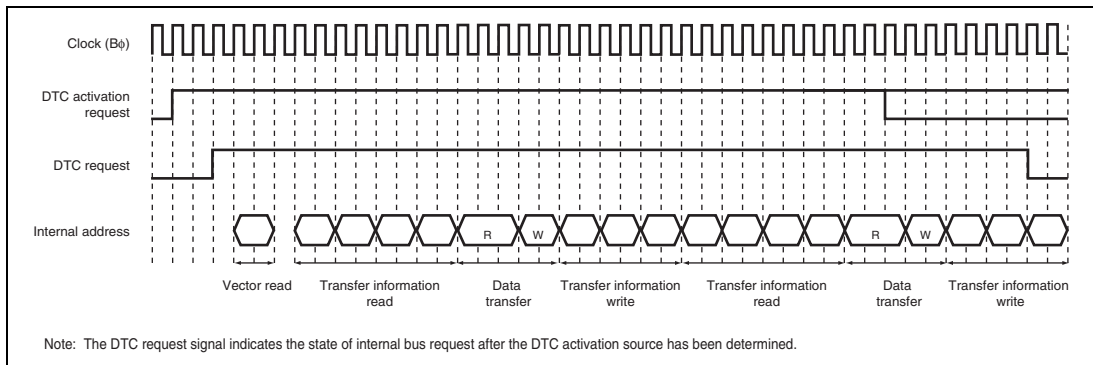 Clock (Bϕ)
DTC activation
request
DTC request
Internal address
R
W
R
W
Vector read
Transfer information
read
Data
transfer
Transfer information
write
Transfer information
read
Data
transfer
Transfer information
write
Note: The DTC request signal indicates the state of internal bus request after the DTC activation source has been determined.